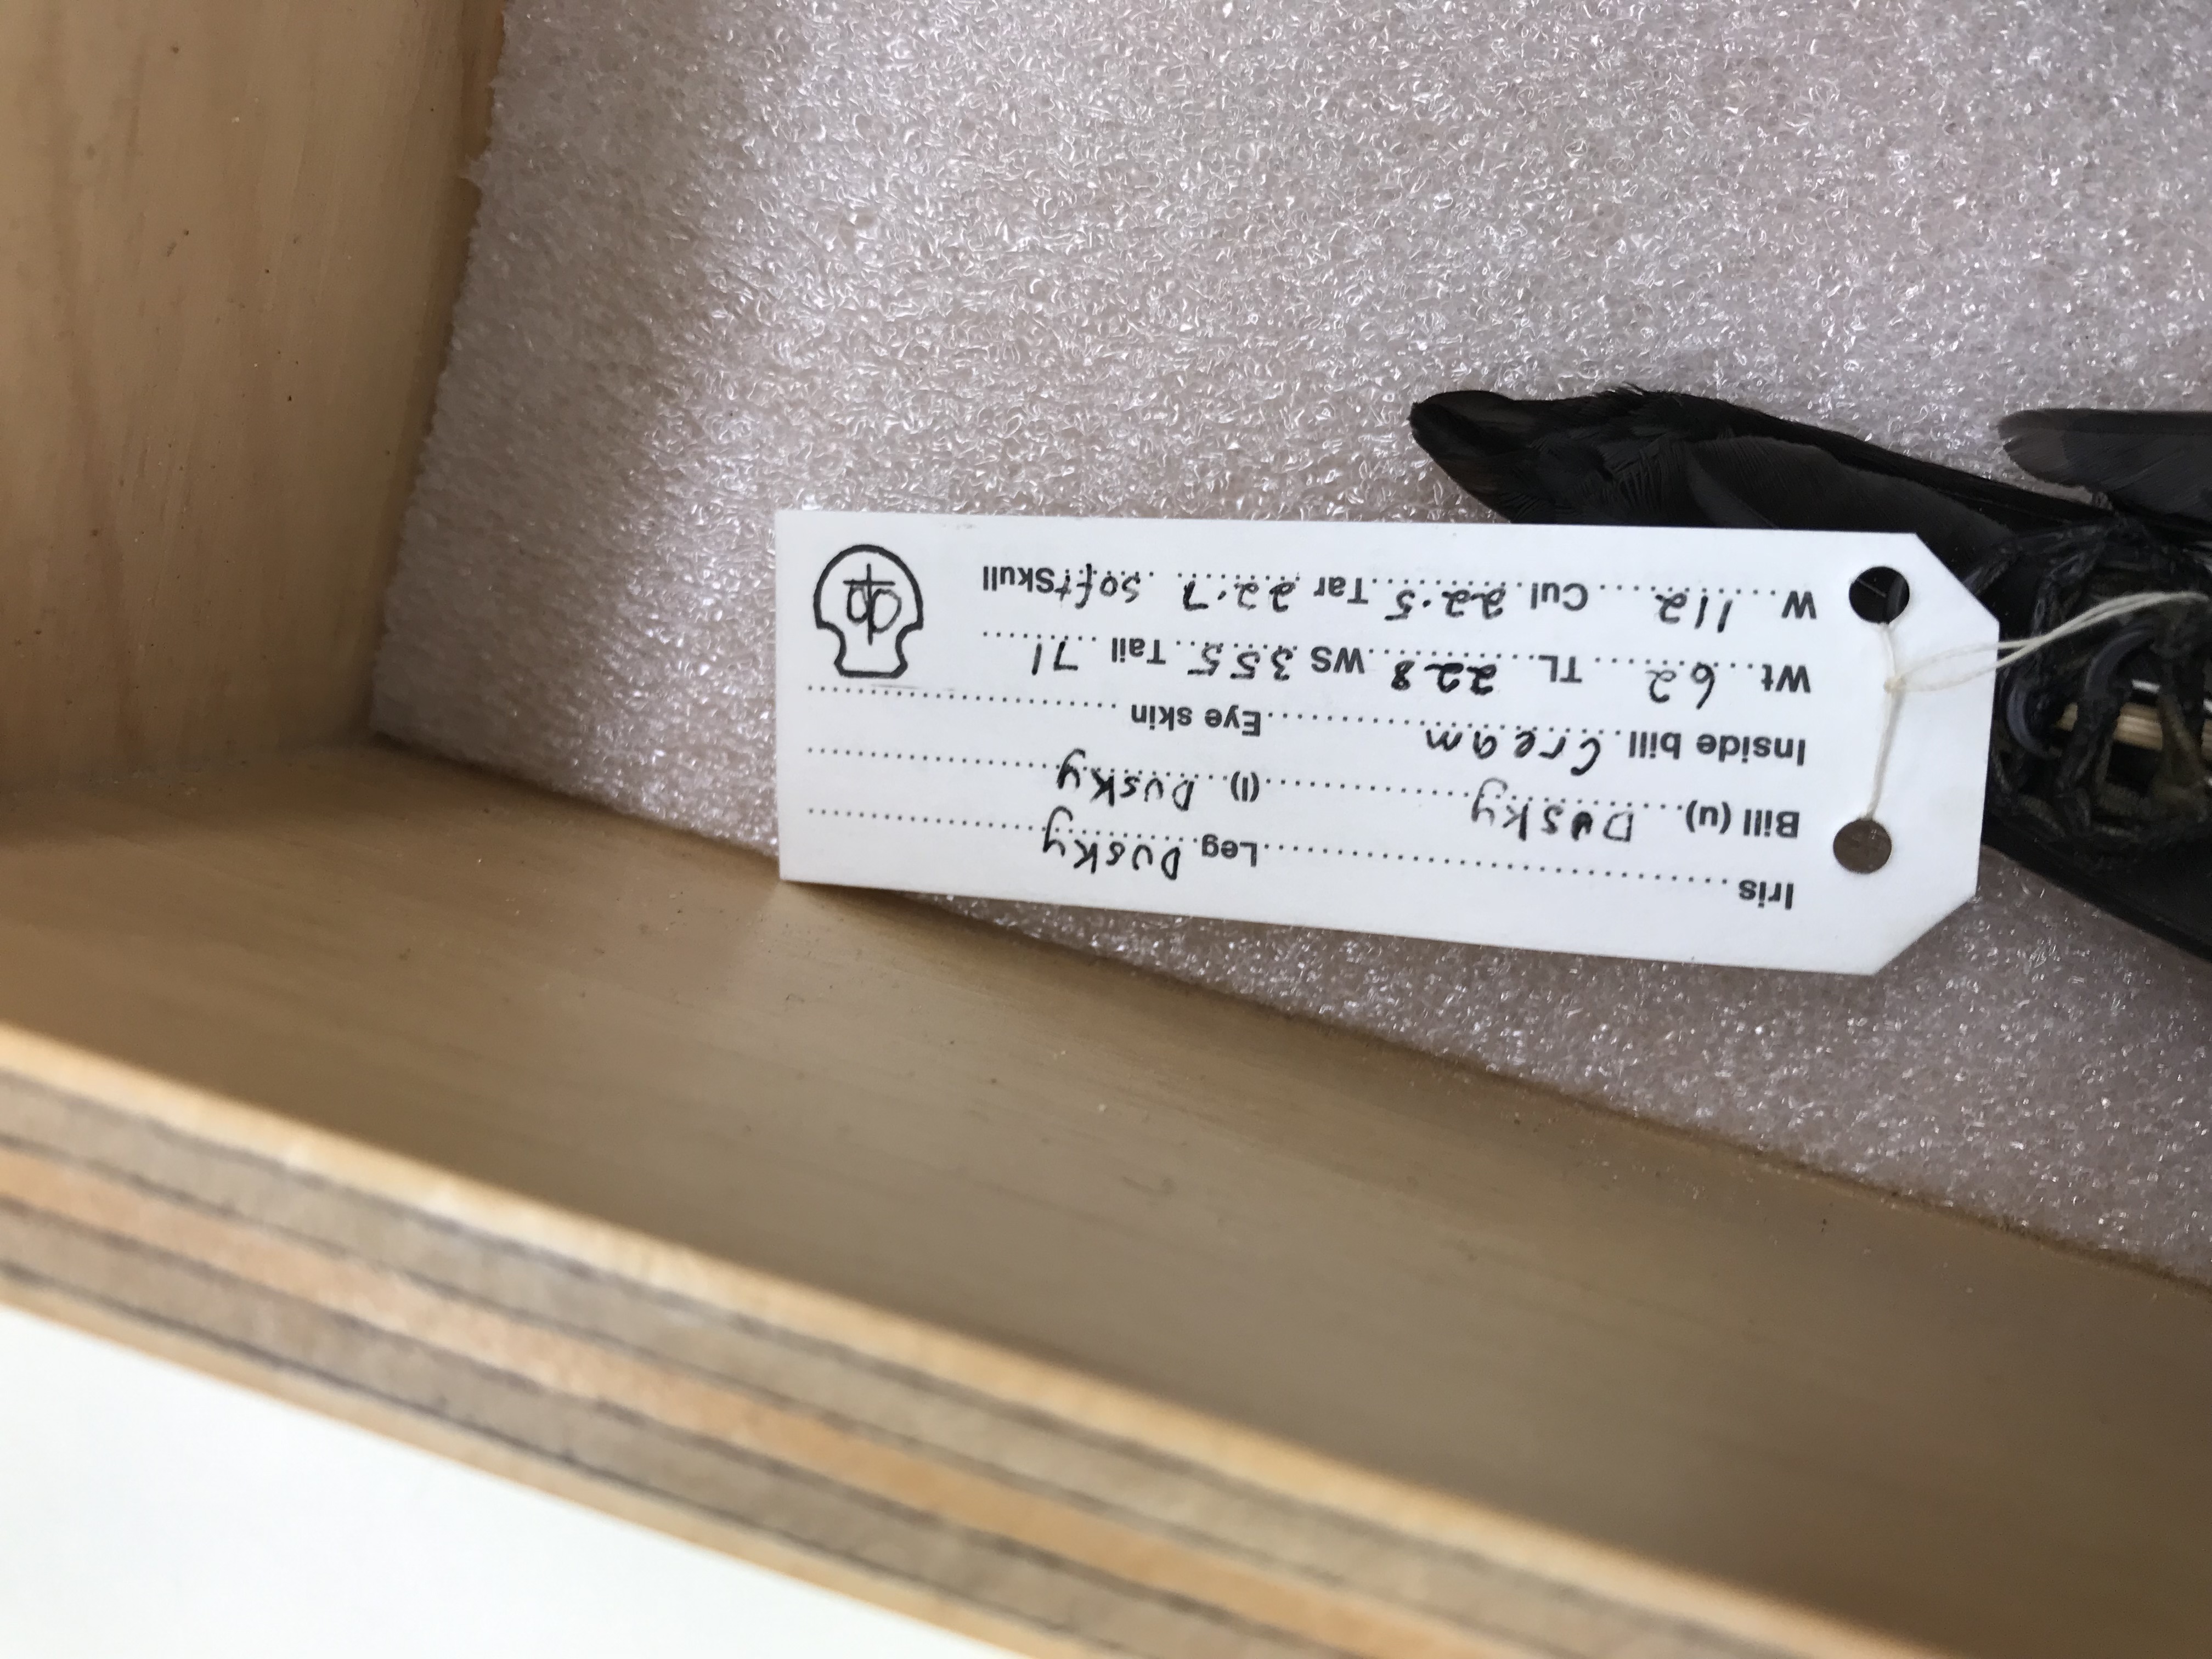 Iris.......... Leg. Dusky..........
Bill (u).... Dusky.......... (l)... Dusky..........
Inside bill. Cream.......... Eye skin..........
Wt... 62 .... TL... 228 .. WS 355 .. Tail .. 71 ....
W.... 112 .... Cul. 22.5 .. Tar 22.7 .. soft Skull